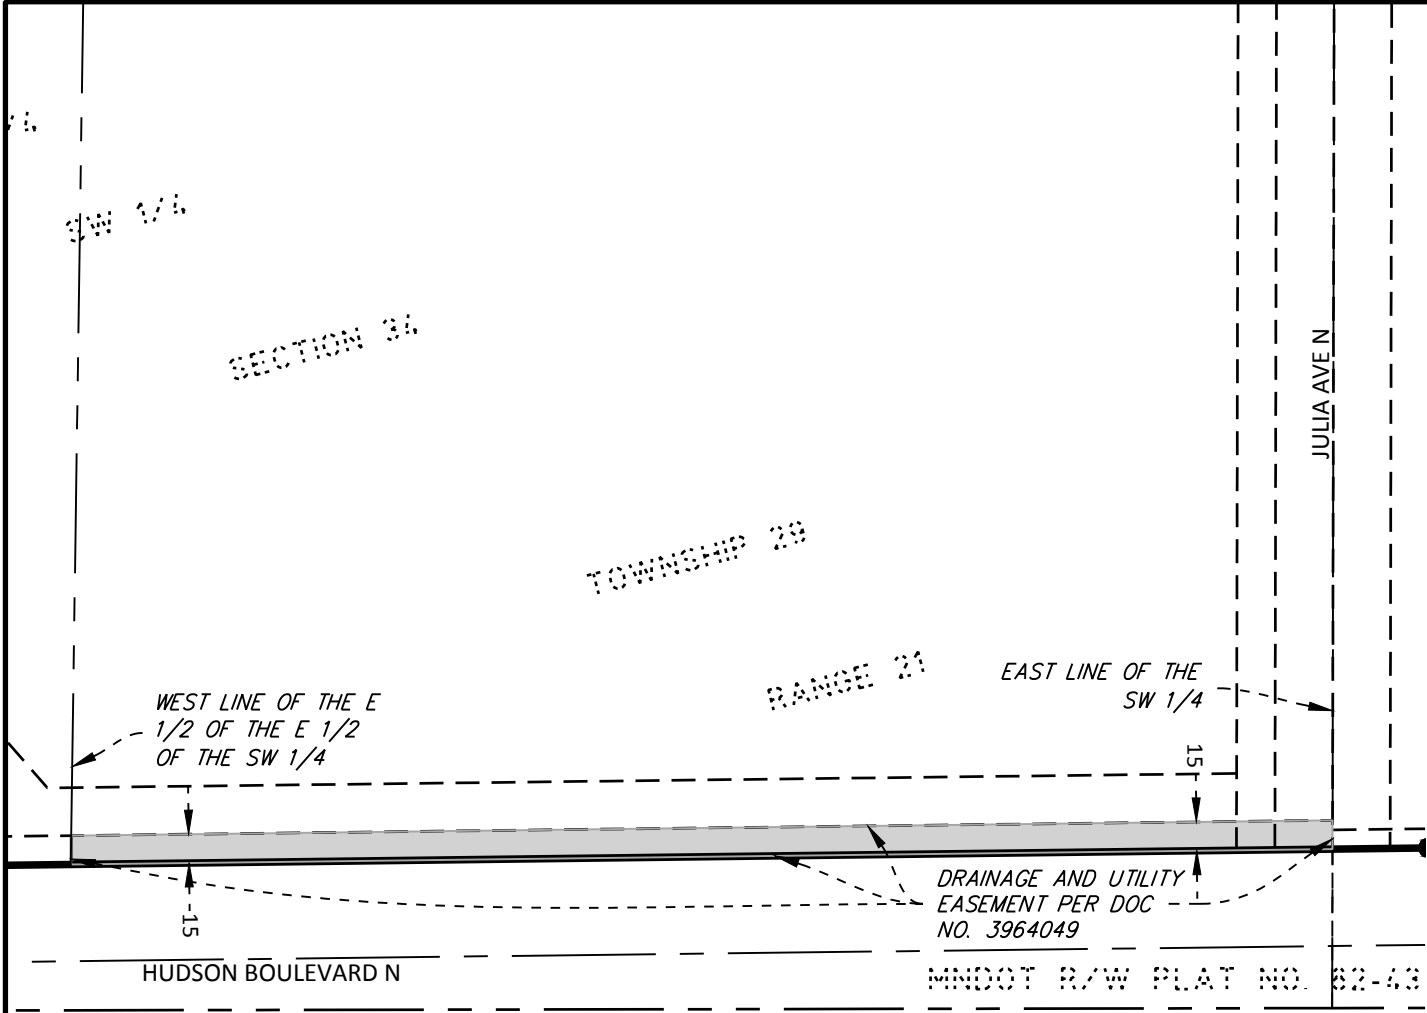 /4
SW 1/4
SECTION 34
TOWNSHIP 29
RANGE 21
JULIA AVE N
WEST LINE OF THE E
1/2 OF THE E 1/2
OF THE SW 1/4
EAST LINE OF THE
SW 1/4
15
15
DRAINAGE AND UTILITY
EASEMENT PER DOC
NO. 3964049
HUDSON BOULEVARD N
MNDOT R/W PLAT NO. 82-43